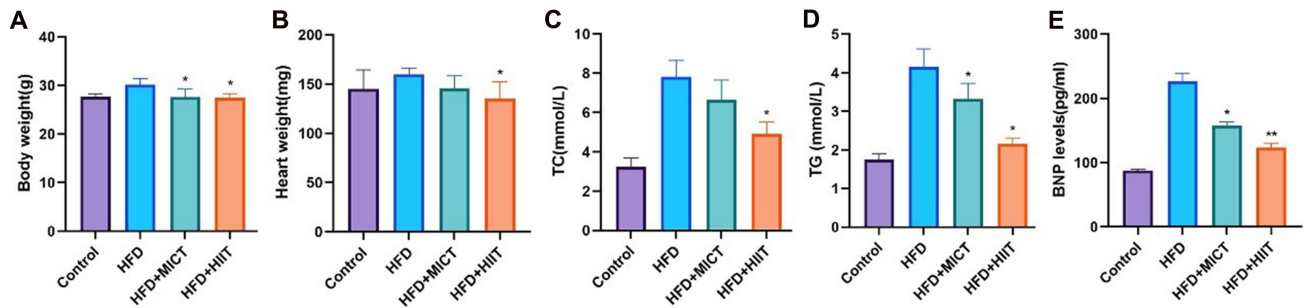 A
Body weight(g)
40
30
20
10
0
*
*
Control
HFD
HFD+MICT
HFD+HIIT
B
Heart weight(mg)
200
150
100
50
0
*
Control
HFD
HFD+MICT
HFD+HIIT
C
TC(mmol/L)
10
8
6
4
2
0
*
Control
HFD
HFD+MICT
HFD+HIIT
D
TG (mmol/L)
5
4
3
2
1
0
*
*
Control
HFD
HFD+MICT
HFD+HIIT
E
BNP levels(pg/ml)
300
200
100
0
*
**
Control
HFD
HFD+MICT
HFD+HIIT